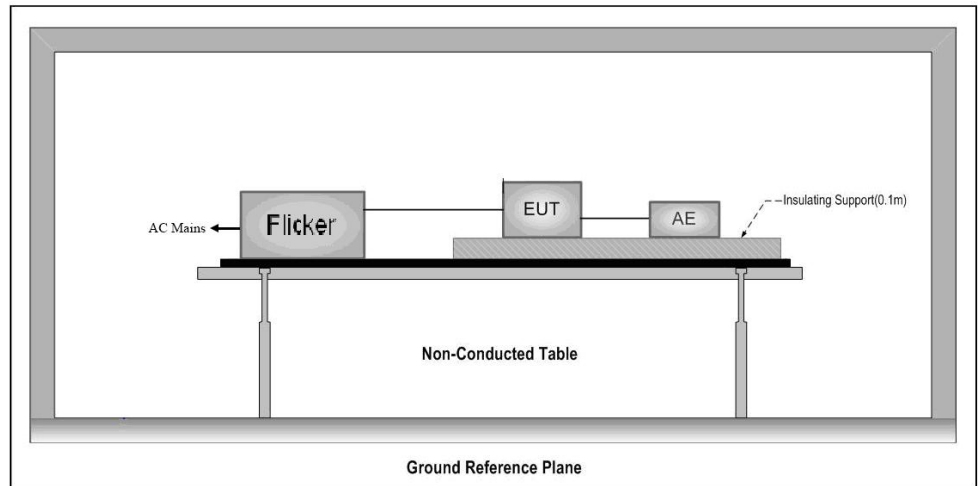 EUT
AE
Insulating Support(0.1m)
Flicker
AC Mains
Non-Conducted Table
Ground Reference Plane